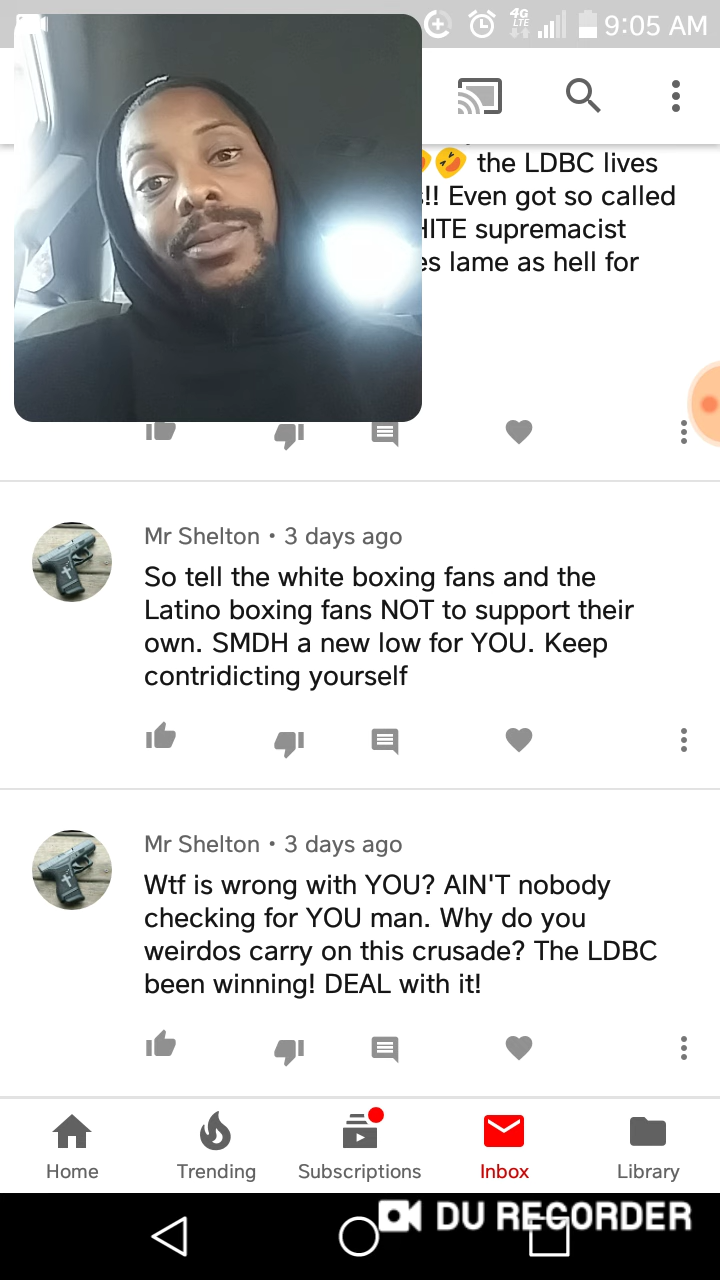 4G
LTE
9:05 AM
the LDBC lives
!! Even got so called
HITE supremacist
es lame as hell for
Mr Shelton • 3 days ago
So tell the white boxing fans and the
Latino boxing fans NOT to support their
own. SMDH a new low for YOU. Keep
contridicting yourself
Mr Shelton • 3 days ago
Wtf is wrong with YOU? AIN'T nobody
checking for YOU man. Why do you
weirdos carry on this crusade? The LDBC
been winning! DEAL with it!
Home Trending Subscriptions Inbox Library
DU RECORDER